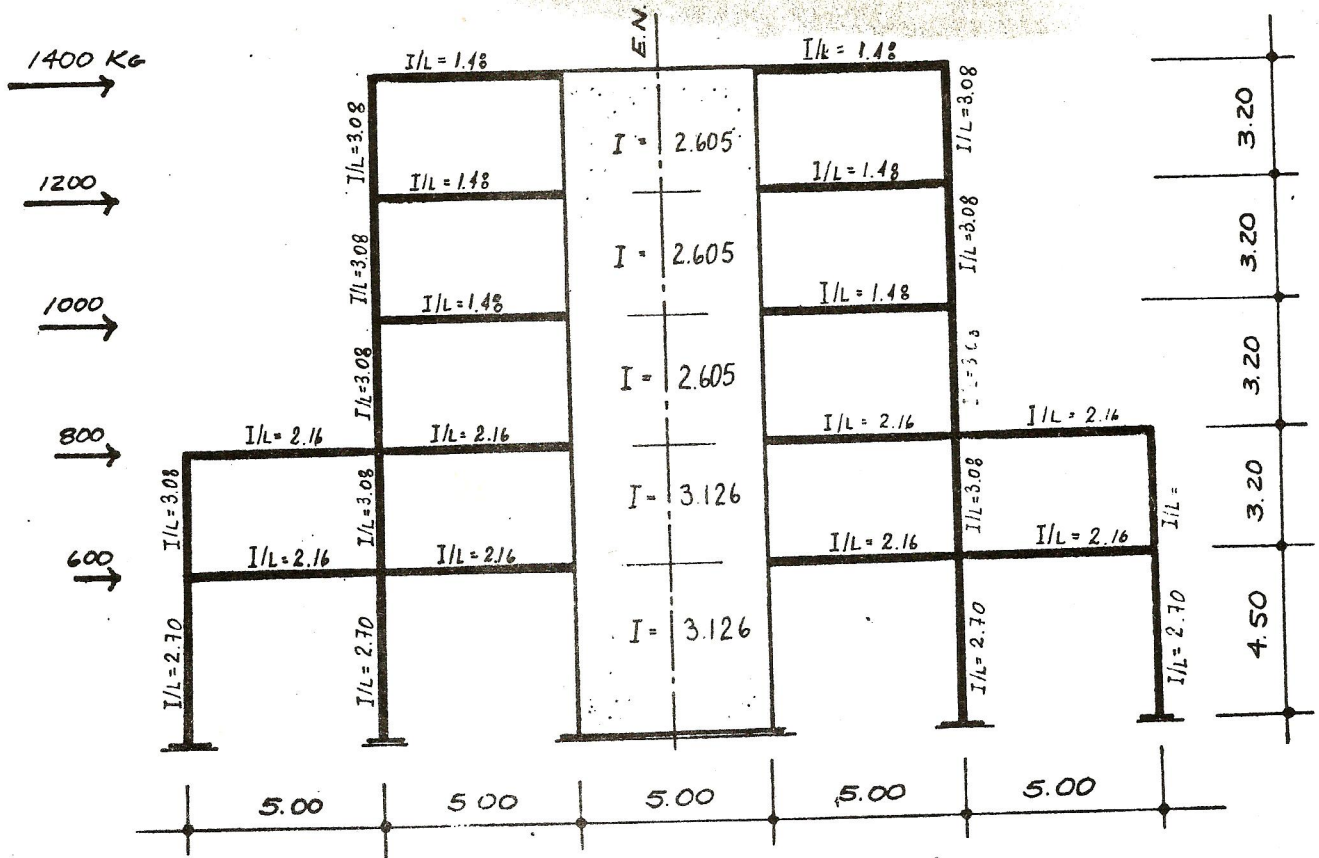 E.N.
1400 KG
I/L = 1.48
I/L = 1.48
I/L = 3.08
I = 2.605
I/L = 3.08
3.20
1200
I/L = 1.48
I/L = 1.48
I/L = 3.08
I = 2.605
I/L = 3.08
3.20
1000
I/L = 1.48
I/L = 1.48
I/L = 3.08
I = 2.605
3.20
800
I/L = 2.16
I/L = 2.16
I/L = 2.16
I/L = 2.16
I/L = 3.08
I/L = 3.08
I = 3.126
I/L = 3.08
I/L =
3.20
600
I/L = 2.16
I/L = 2.16
I/L = 2.16
I/L = 2.16
I/L = 2.70
I/L = 2.70
I = 3.126
I/L = 2.70
I/L = 2.70
4.50
5.00 5.00 5.00 5.00 5.00